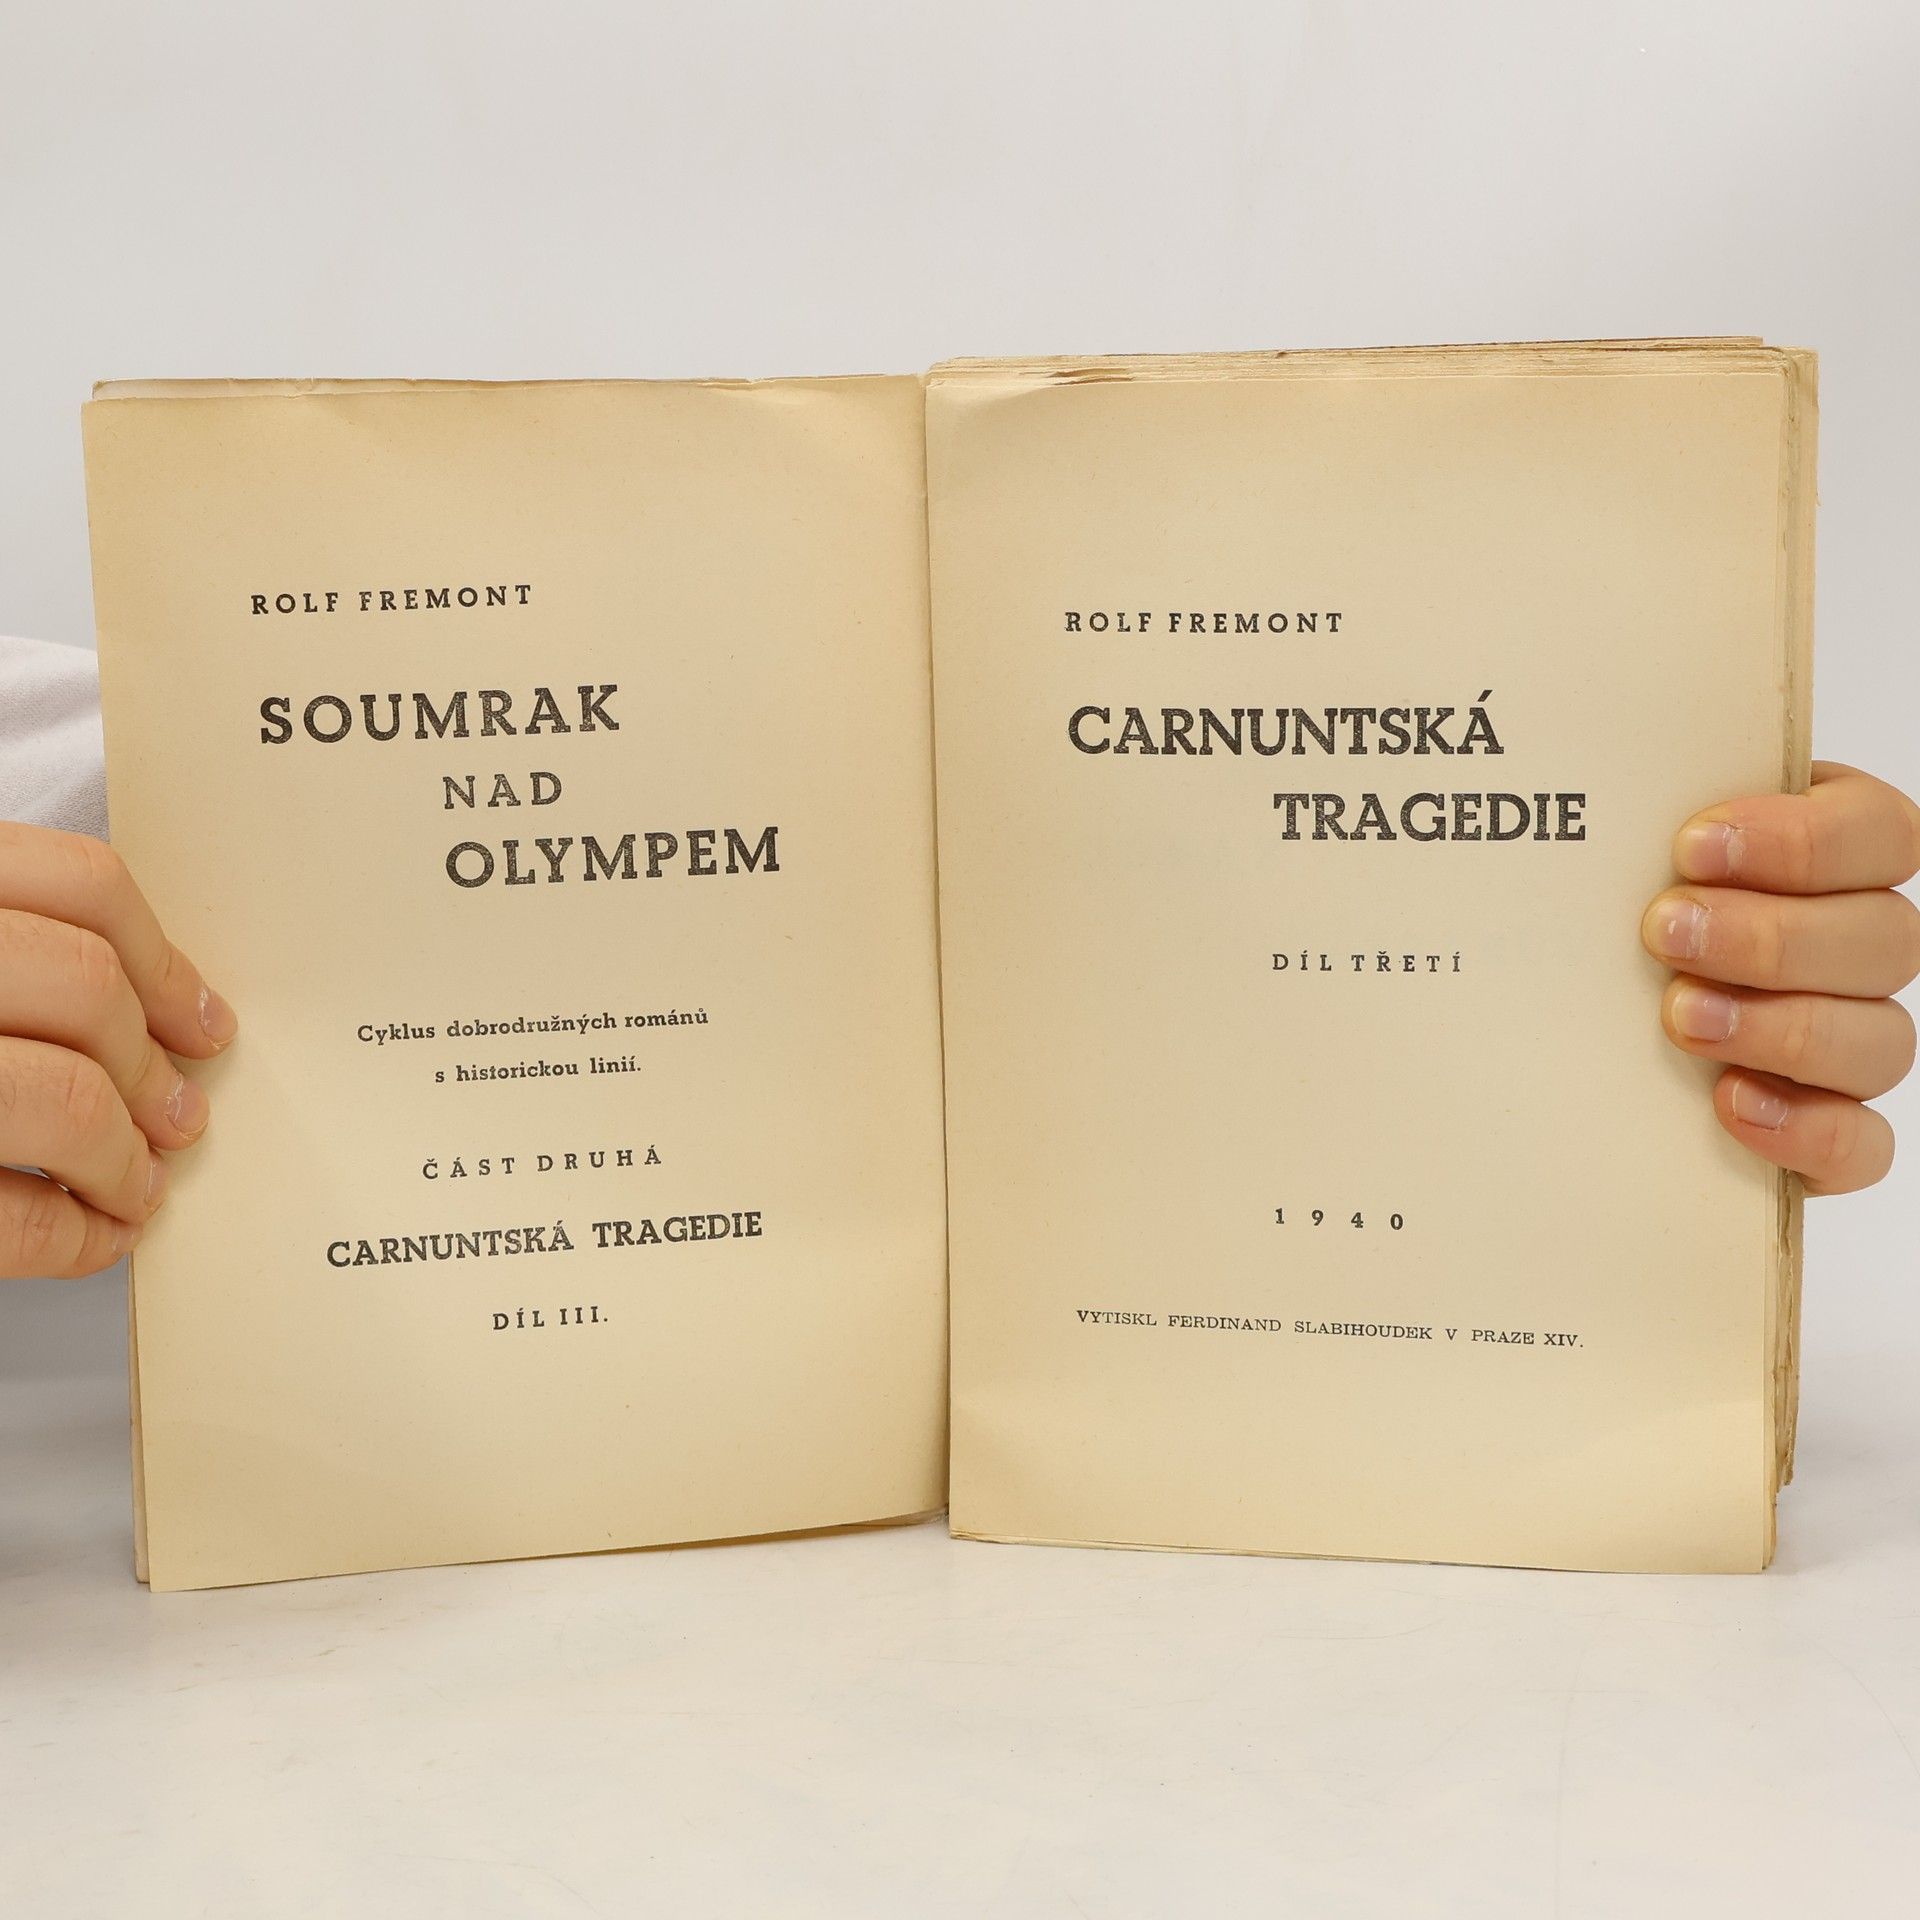 ROLF FREMONT
SOUMRAK
NAD
OLYMPEM
Cyklus dobrodružných románů
s historickou linií.
ČÁST DRUHÁ
CARNUNTSKÁ TRAGEDIE
DÍL III.
ROLF FREMONT
CARNUNTSKÁ
TRAGEDIE
DÍL TŘETÍ
1940
VYTISKL FERDINAND SLABIHOUDEK V PRAZE XIV.